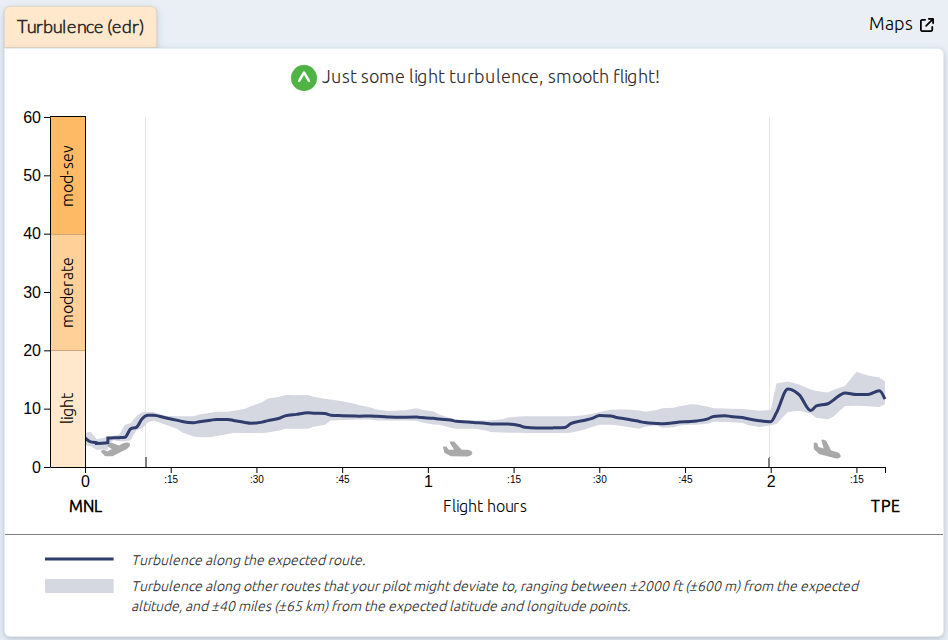 Turbulence (edr)
Maps
Just some light turbulence, smooth flight!
60
50
40
30
20
10
0
mod-sev
moderate
light
0 :15 :30 :45 1 :15 :30 :45 2 :15
MNL Flight hours TPE
Turbulence along the expected route.
Turbulence along other routes that your pilot might deviate to, ranging between ±2000 ft (±600 m) from the expected
altitude, and ±40 miles (±65 km) from the expected latitude and longitude points.